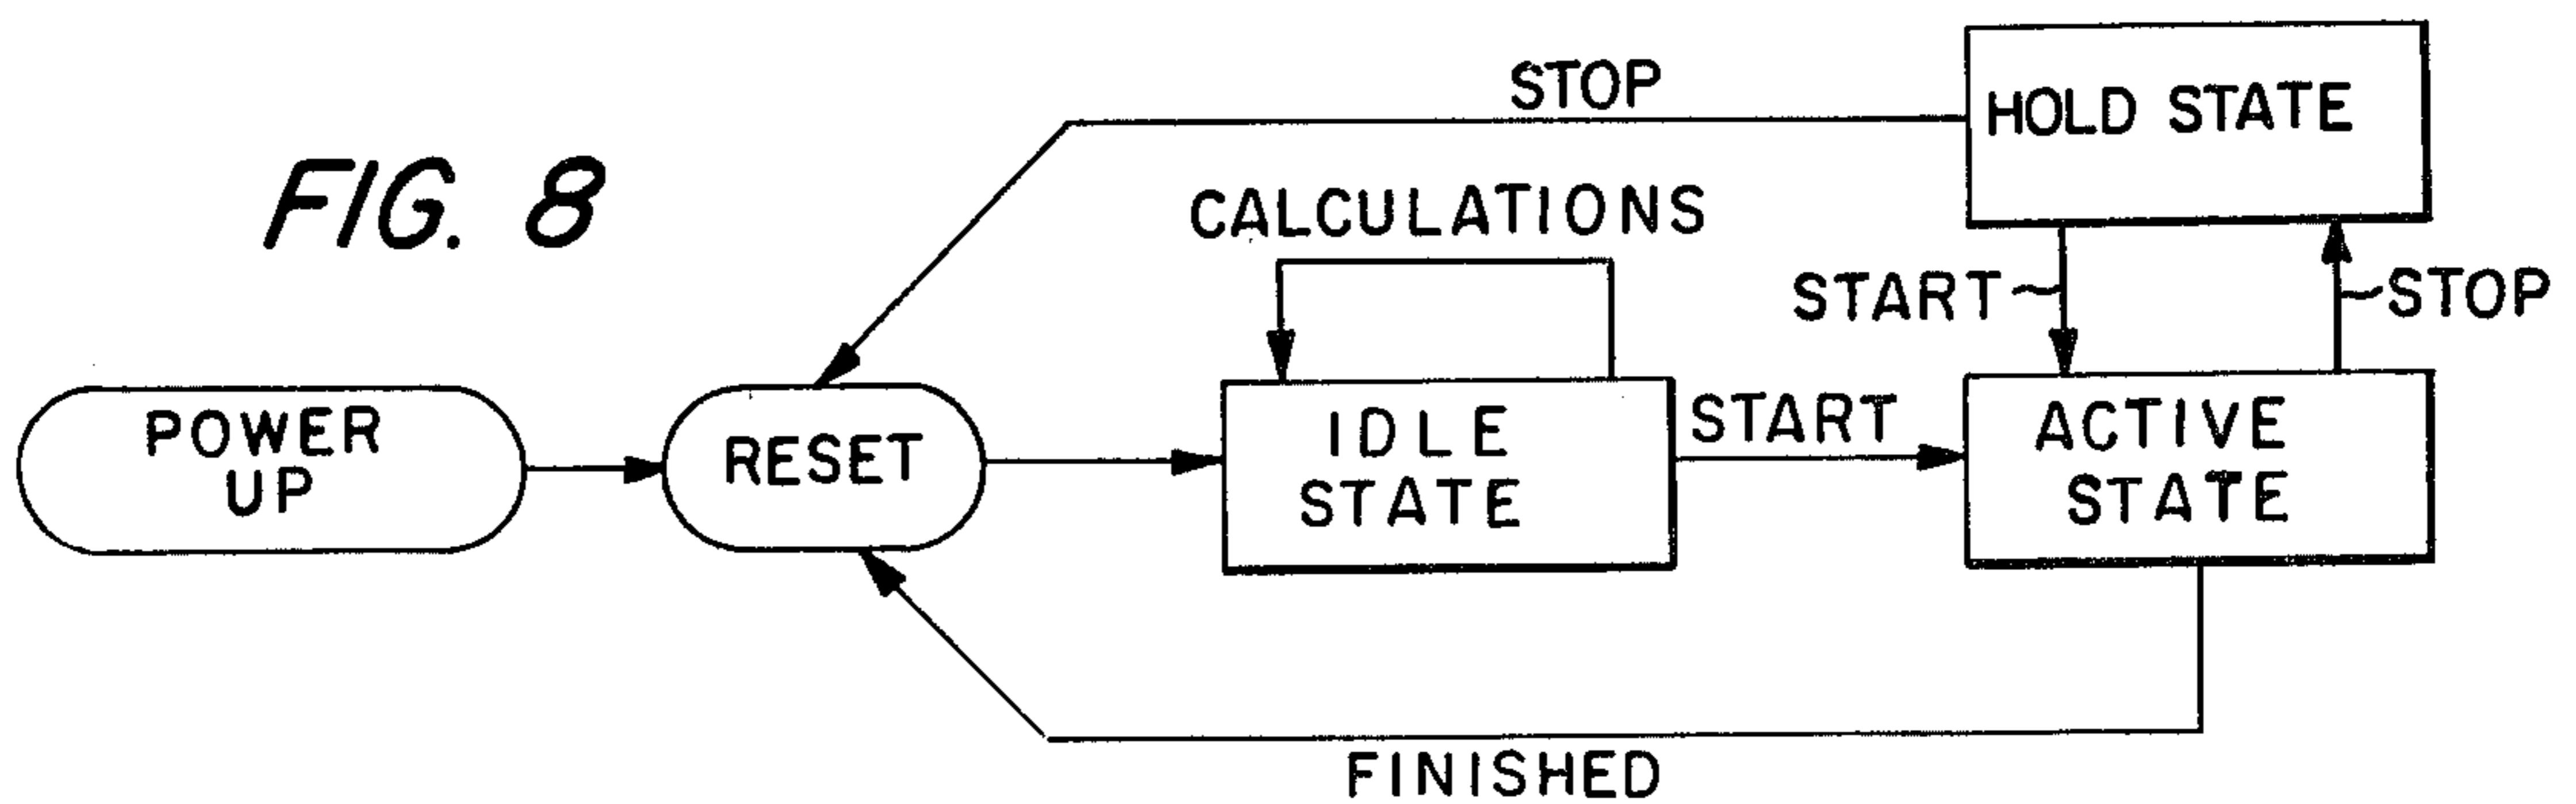 FIG. 8
STOP
HOLD STATE
CALCULATIONS
START
STOP
POWER
UP
RESET
IDLE
STATE
START
ACTIVE
STATE
FINISHED